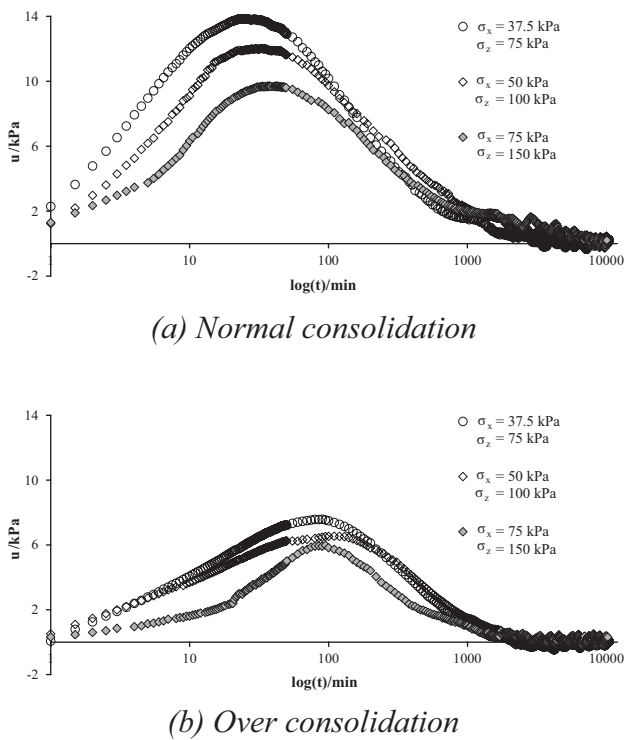 14
10
6
2
-2
u/kPa
1 10 100 1000 10000
log(t)/min
σx = 37.5 kPa
σz = 75 kPa
σx = 50 kPa
σz = 100 kPa
σx = 75 kPa
σz = 150 kPa
(a) Normal consolidation
14
10
6
2
-2
u/kPa
1 10 100 1000 10000
log(t)/min
σx = 37.5 kPa
σz = 75 kPa
σx = 50 kPa
σz = 100 kPa
σx = 75 kPa
σz = 150 kPa
(b) Over consolidation